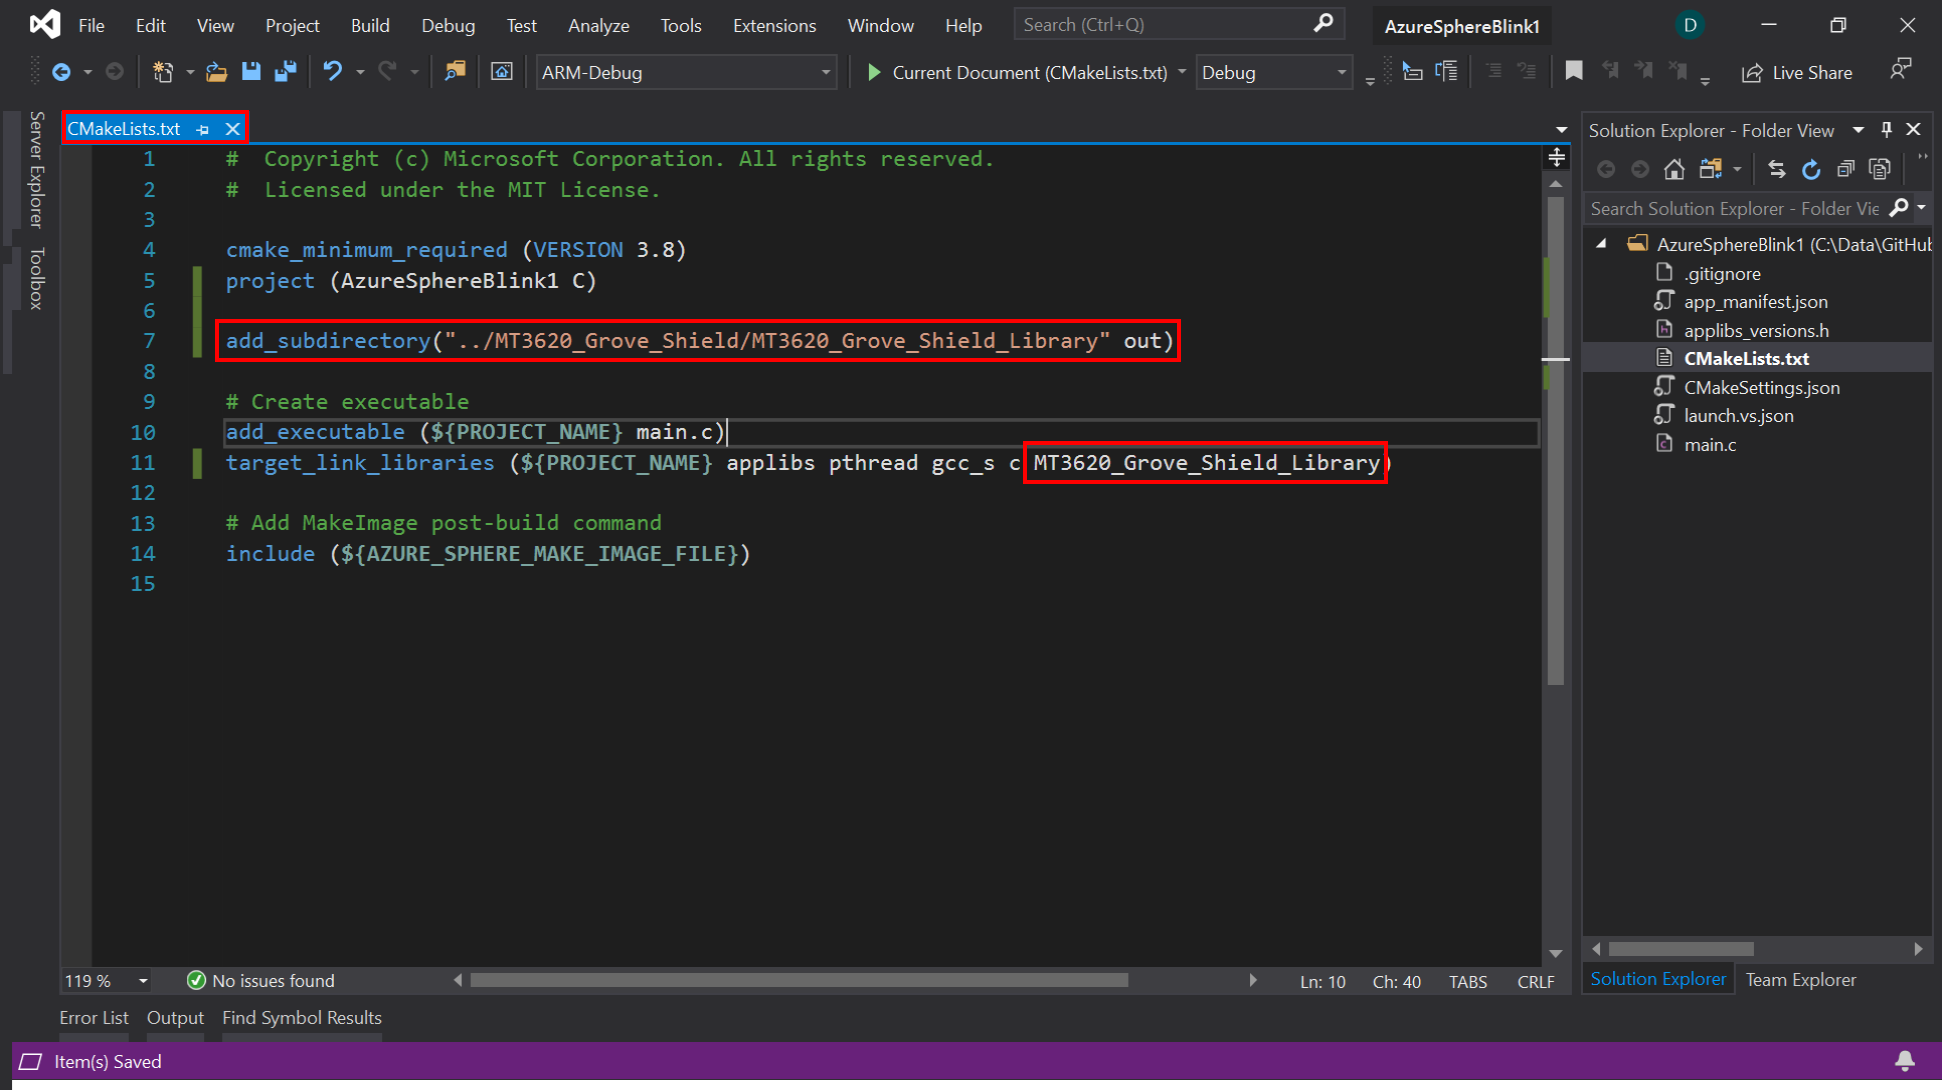 File Edit View Project Build Debug Test Analyze Tools Extensions Window Help Search (Ctrl+Q) AzureSphereBlink1 D
ARM-Debug Current Document (CMakeLists.txt) Debug Live Share
Server Explorer
Toolbox
CMakeLists.txt
1 # Copyright (c) Microsoft Corporation. All rights reserved.
2 # Licensed under the MIT License.
3
4 cmake_minimum_required (VERSION 3.8)
5 project (AzureSphereBlink1 C)
6
7 add_subdirectory("../MT3620_Grove_Shield/MT3620_Grove_Shield_Library" out)
8
9 # Create executable
10 add_executable (${PROJECT_NAME} main.c)
11 target_link_libraries (${PROJECT_NAME} applibs pthread gcc_s c MT3620_Grove_Shield_Library)
12
13 # Add MakeImage post-build command
14 include (${AZURE_SPHERE_MAKE_IMAGE_FILE})
15
119 % No issues found Ln: 10 Ch: 40 TABS CRLF
Solution Explorer - Folder View
Search Solution Explorer - Folder Vie
AzureSphereBlink1 (C:\Data\GitHub
.gitignore
app_manifest.json
applibs_versions.h
CMakeLists.txt
CMakeSettings.json
launch.vs.json
main.c
Solution Explorer Team Explorer
Error List Output Find Symbol Results
Item(s) Saved